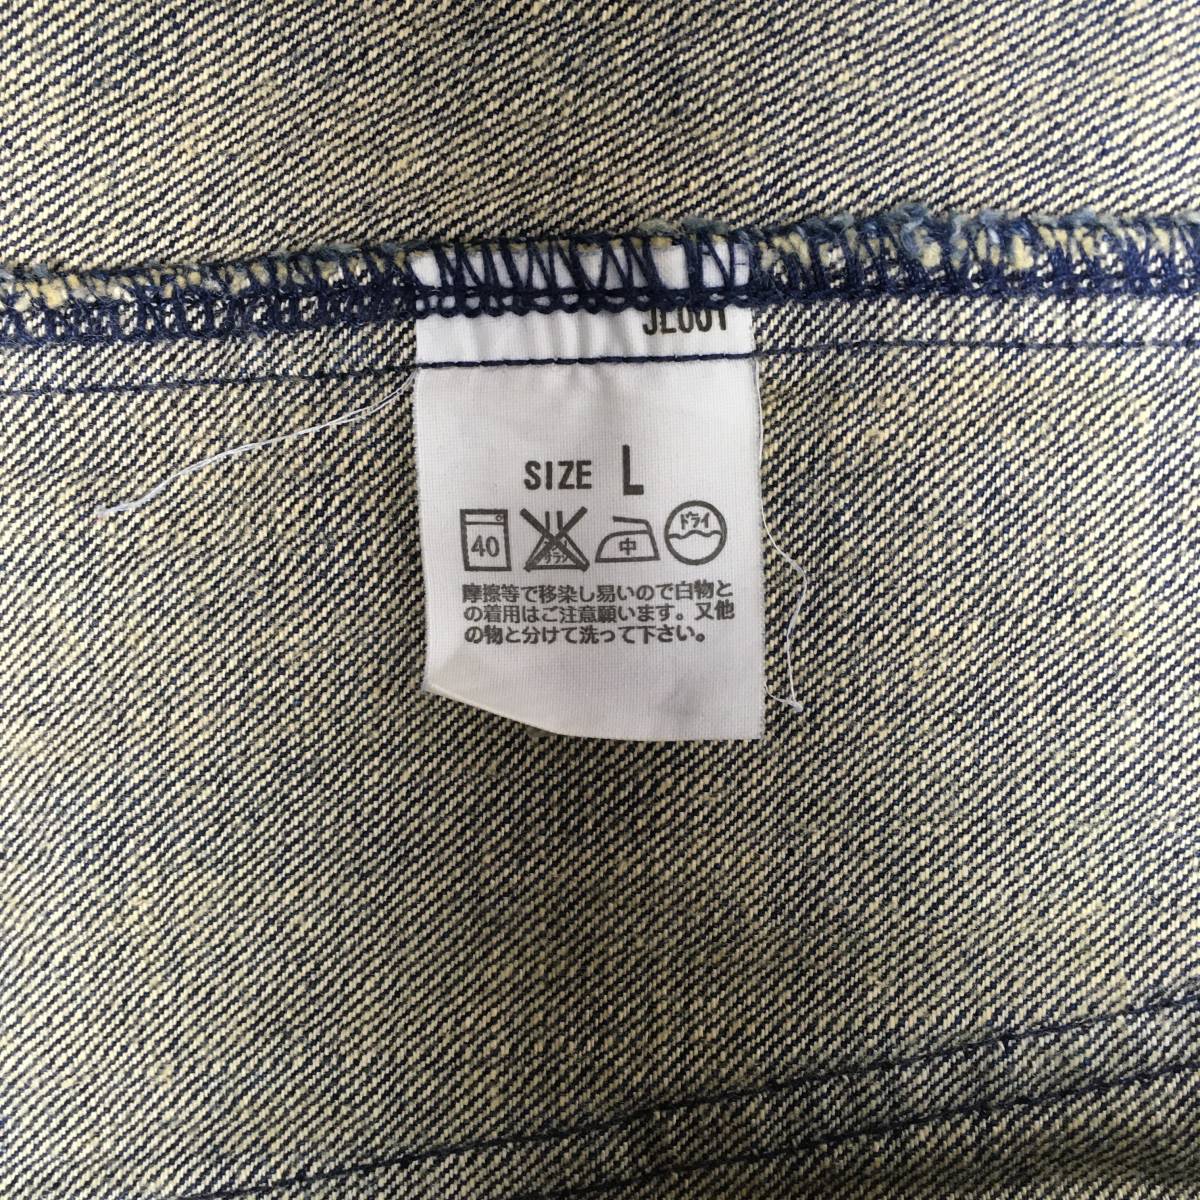 JE001
SIZE L
40 中 ドライ
摩擦等で移染し易いので白物と
の着用はご注意願います。又他
の物と分けて洗って下さい。